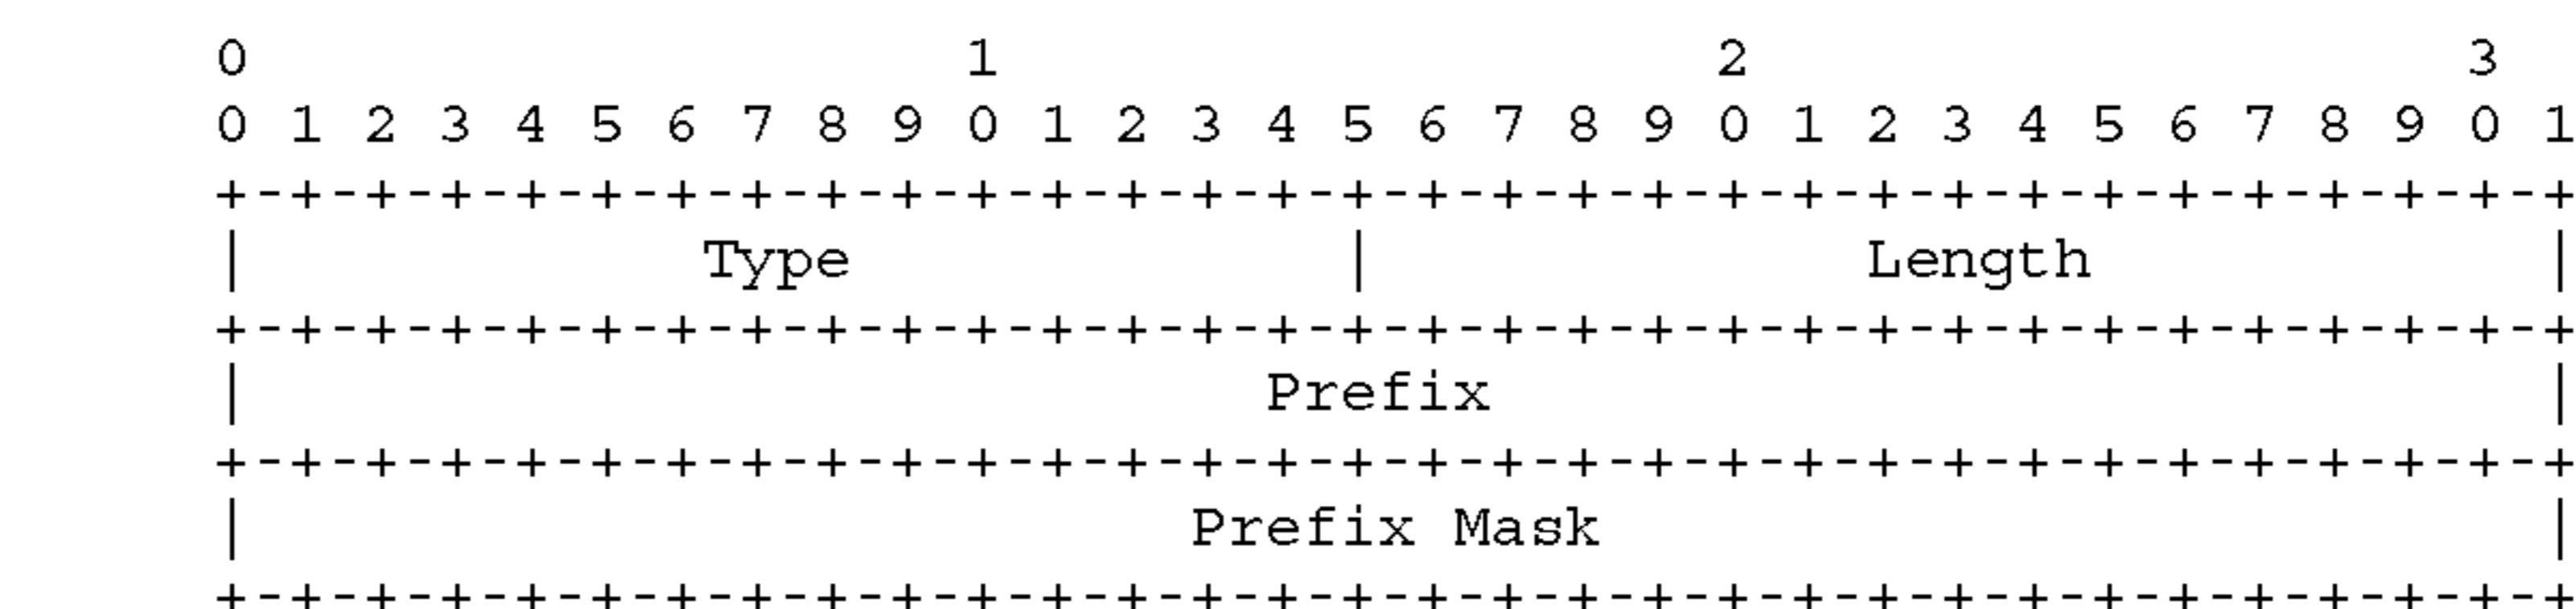 0                   1                   2                   3
      0 1 2 3 4 5 6 7 8 9 0 1 2 3 4 5 6 7 8 9 0 1 2 3 4 5 6 7 8 9 0 1
      +-+-+-+-+-+-+-+-+-+-+-+-+-+-+-+-+-+-+-+-+-+-+-+-+-+-+-+-+-+-+-+
      |            Type             |             Length            |
      +-+-+-+-+-+-+-+-+-+-+-+-+-+-+-+-+-+-+-+-+-+-+-+-+-+-+-+-+-+-+-+
      |                           Prefix                            |
      +-+-+-+-+-+-+-+-+-+-+-+-+-+-+-+-+-+-+-+-+-+-+-+-+-+-+-+-+-+-+-+
      |                         Prefix Mask                         |
      +-+-+-+-+-+-+-+-+-+-+-+-+-+-+-+-+-+-+-+-+-+-+-+-+-+-+-+-+-+-+-+